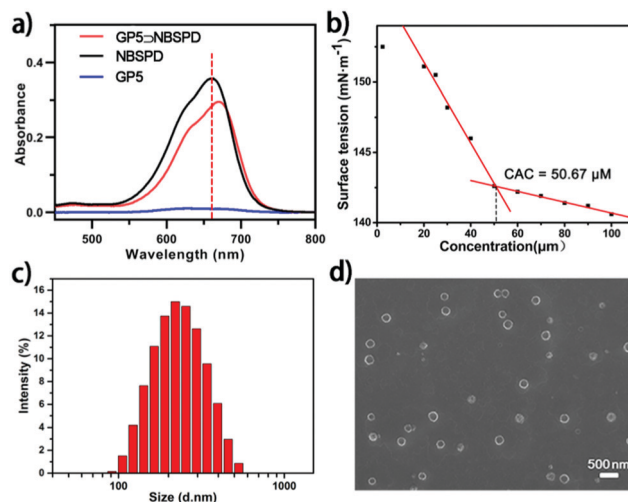 a)
GP5⊃NBSPD
NBSPD
GP5
0.4
0.2
0.0
Absorbance
500
600
700
800
Wavelength (nm)
b)
150
145
140
Surface tension (mN·m⁻¹)
CAC = 50.67 μM
0
20
40
60
80
100
Concentration(μm）
c)
16
14
12
10
8
6
4
2
0
Intensity (%)
100
1000
Size (d.nm)
d)
500 nm